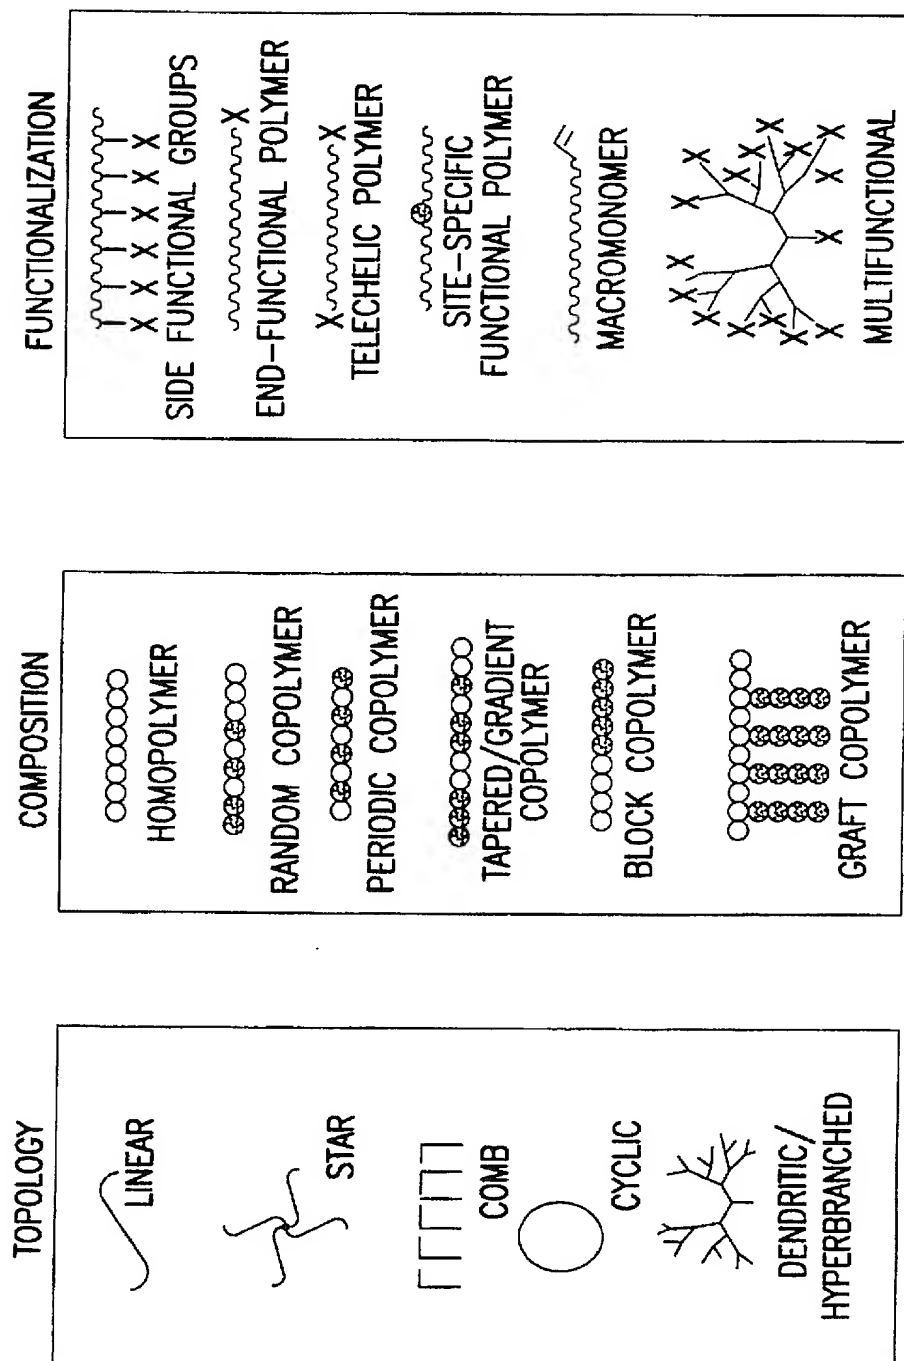 TOPOLOGY
LINEAR
STAR
COMB
CYCLIC
DENDRITIC/
HYPERBRANCHED
COMPOSITION
HOMOPOLYMER
RANDOM COPOLYMER
PERIODIC COPOLYMER
TAPERED/GRADIENT
COPOLYMER
BLOCK COPOLYMER
GRAFT COPOLYMER
FUNCTIONALIZATION
X X X X X X
SIDE FUNCTIONAL GROUPS
X
END-FUNCTIONAL POLYMER
X X
TELECHELIC POLYMER
SITE-SPECIFIC
FUNCTIONAL POLYMER
MACROMONOMER
X X X X X X X X X X X X X X X X
MULTIFUNCTIONAL